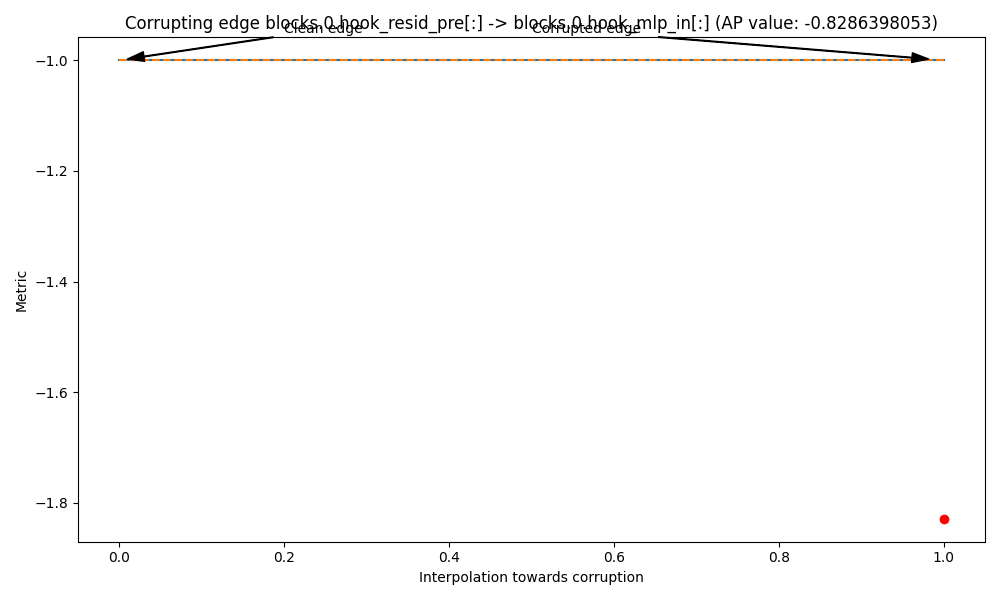 Corrupting edge blocks.0.hook_resid_pre[:] -> blocks.0.hook_mlp_in[:] (AP value: -0.8286398053)
Clean edge
Corrupted edge
−1.0
−1.2
−1.4
−1.6
−1.8
Metric
0.0
0.2
0.4
0.6
0.8
1.0
Interpolation towards corruption